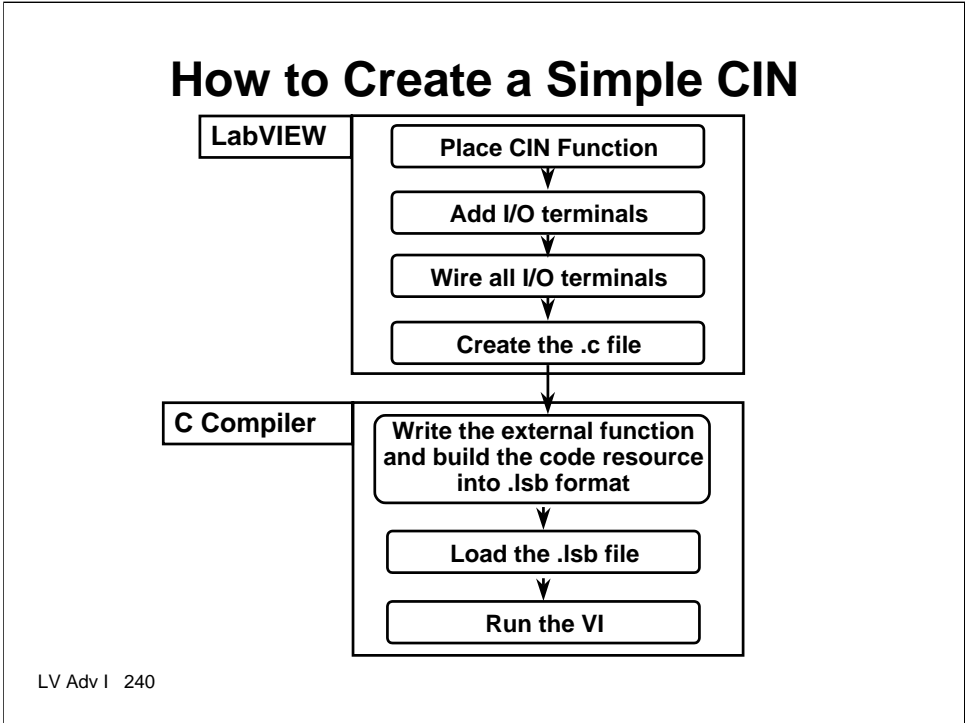 How to Create a Simple CIN
LabVIEW
Place CIN Function
Add I/O terminals
Wire all I/O terminals
Create the .c file
C Compiler
Write the external function
and build the code resource
into .lsb format
Load the .lsb file
Run the VI
LV Adv I 240